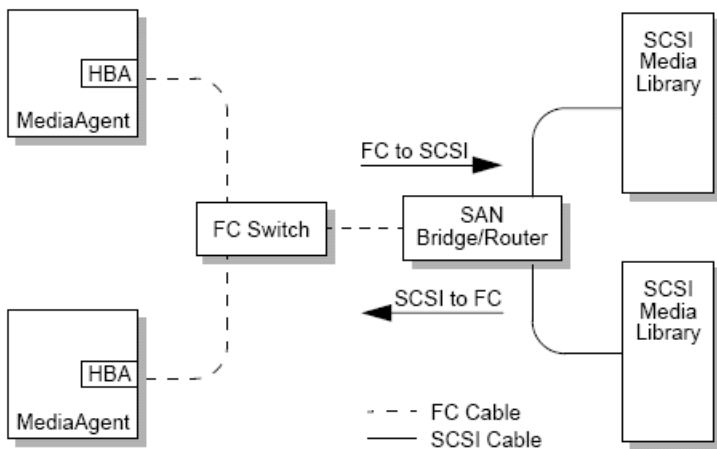 HBA
MediaAgent
SCSI
Media
Library
FC to SCSI
FC Switch
SAN
Bridge/Router
SCSI to FC
SCSI
Media
Library
HBA
MediaAgent
FC Cable
SCSI Cable